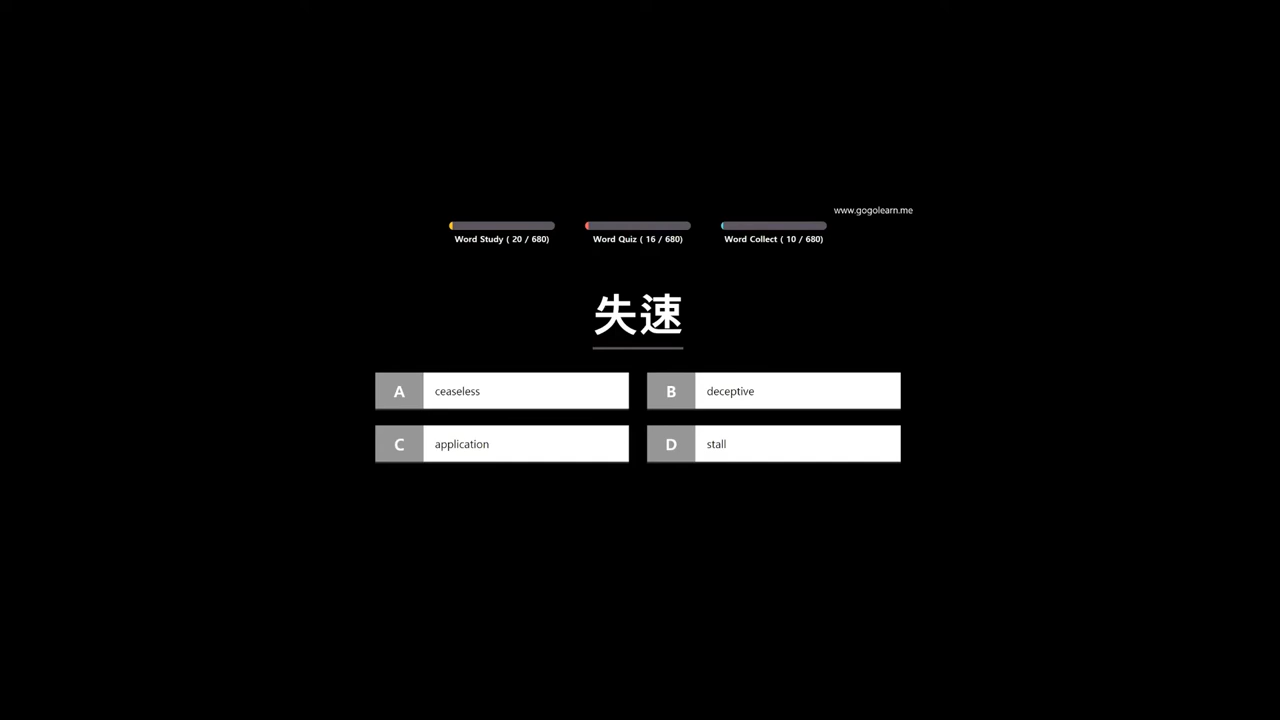 www.gogolearn.me
Word Study ( 20 / 680)
Word Quiz ( 16 / 680)
Word Collect ( 10 / 680)
失速
A ceaseless
B deceptive
C application
D stall